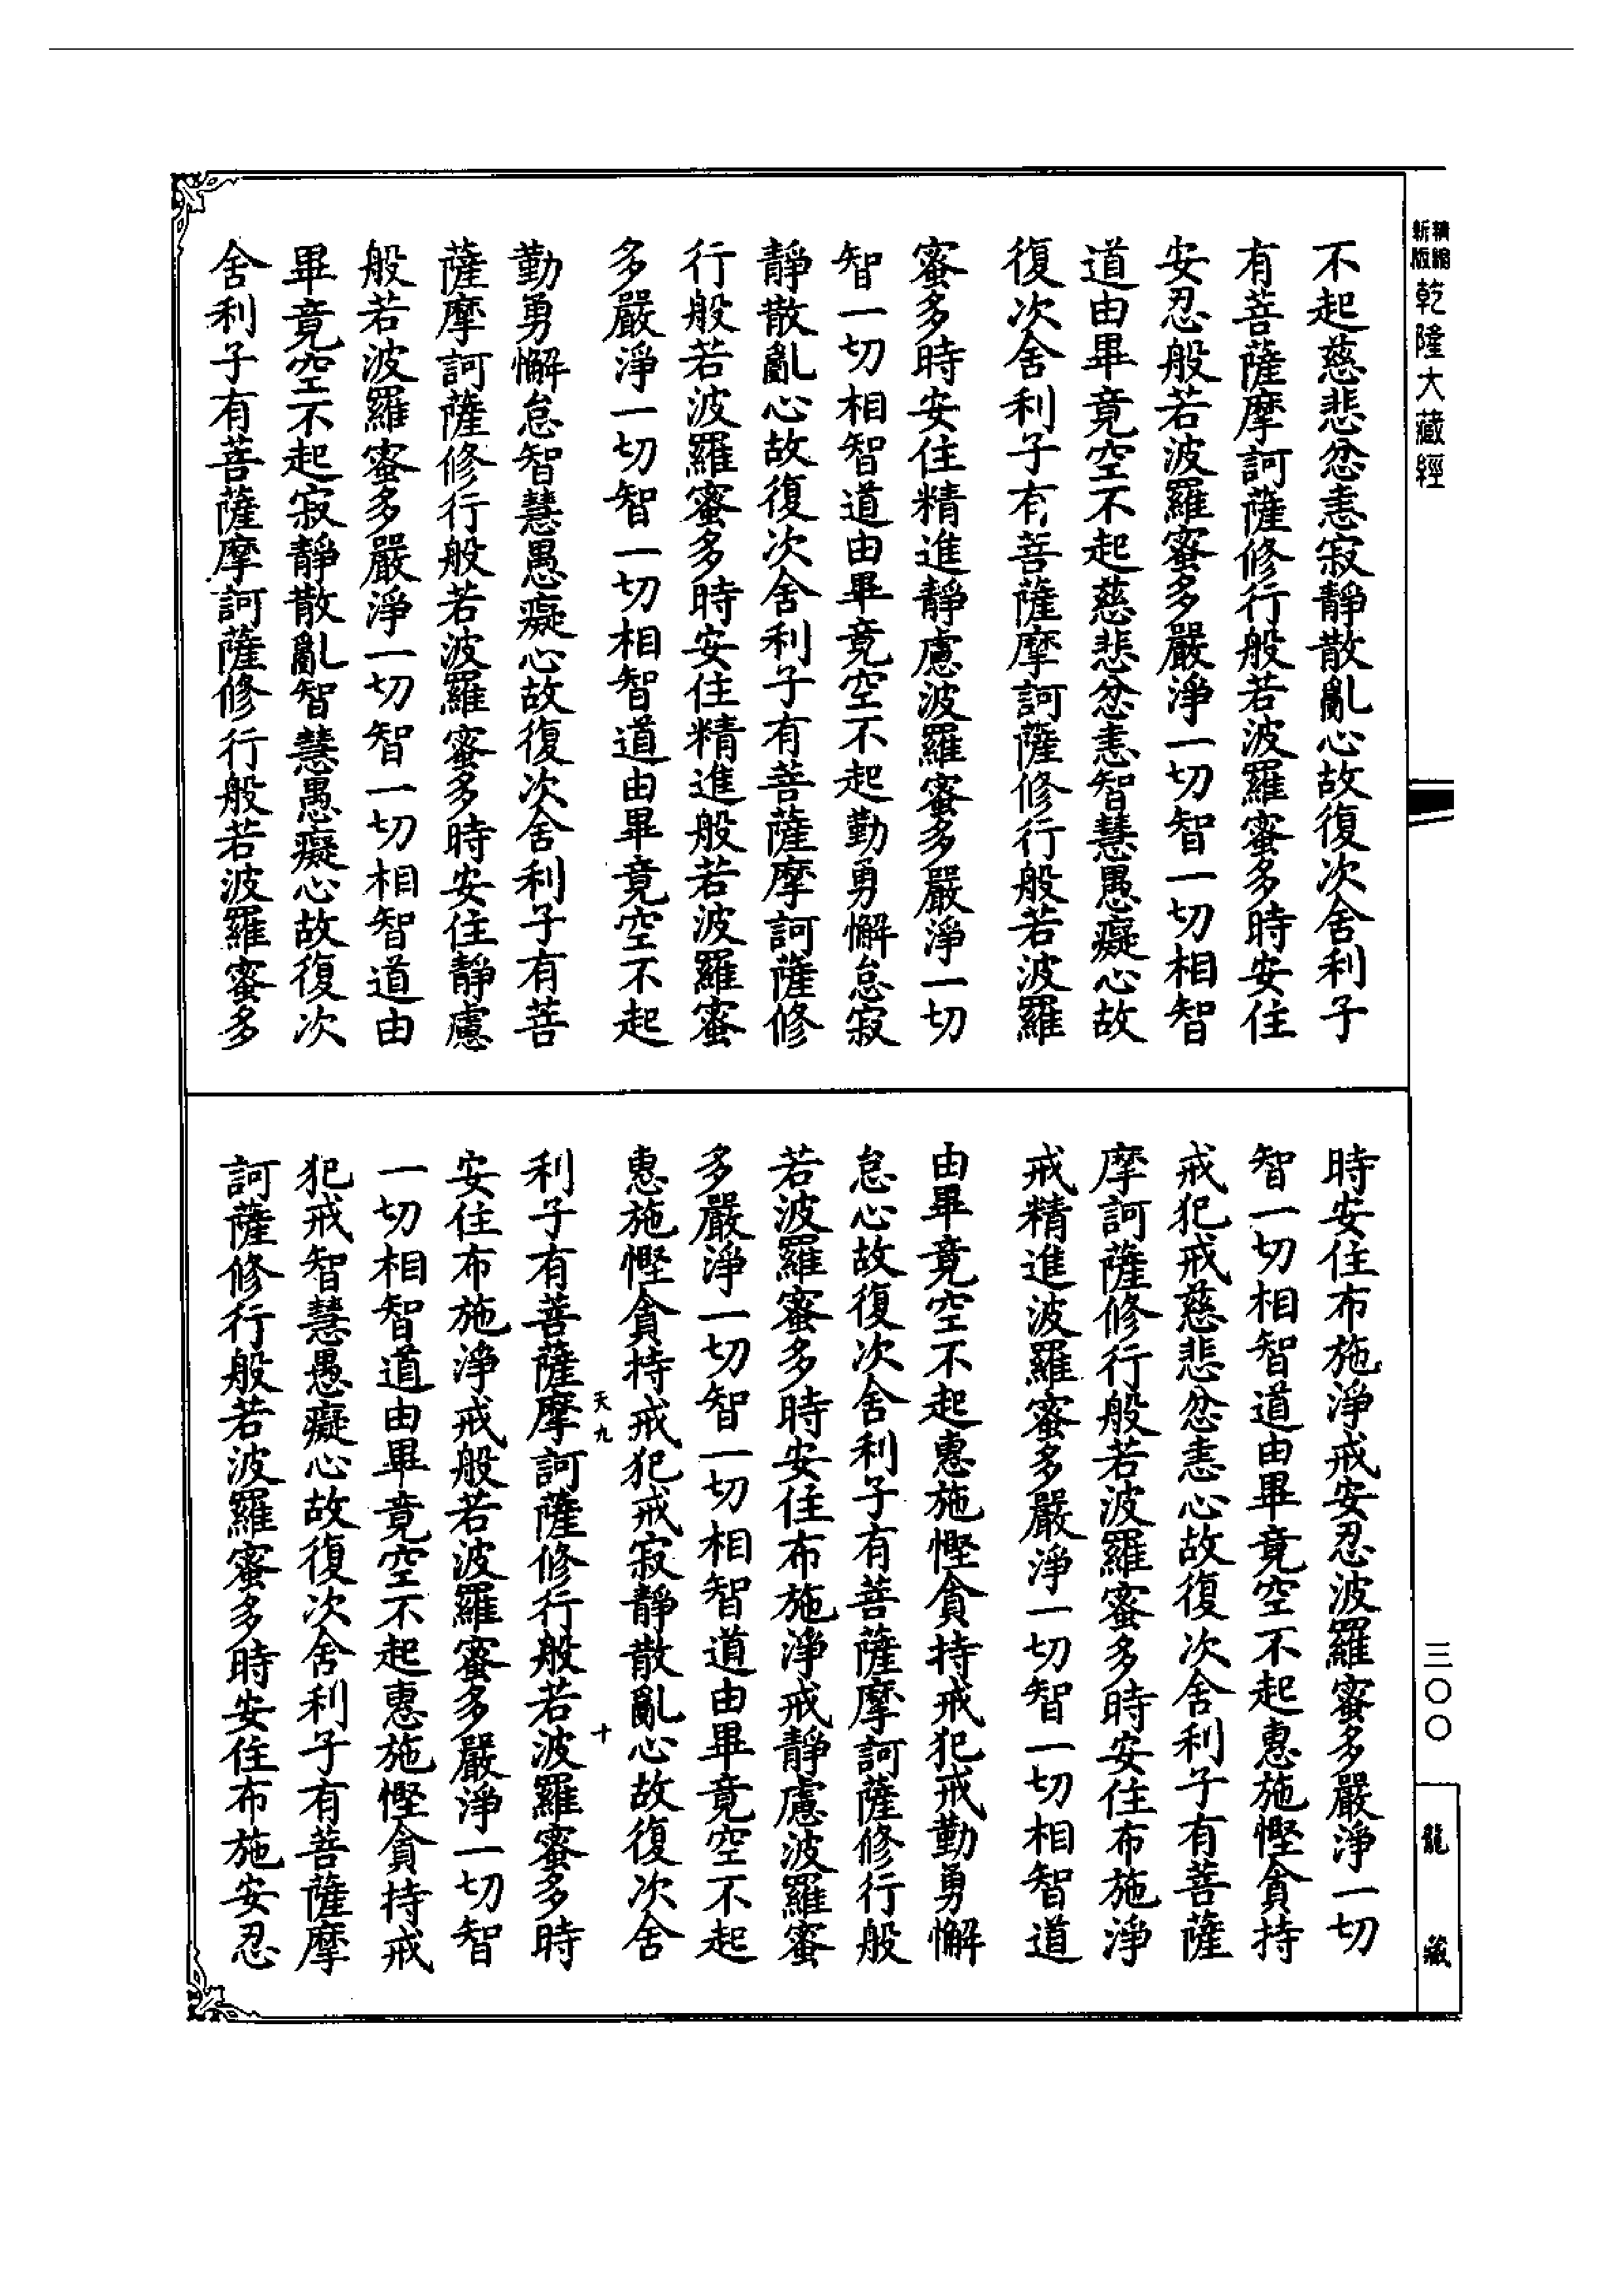 新版
精縮
乾隆大藏經
不起慈悲忿恚寂靜散亂心故復次舍利子
有菩薩摩訶薩修行般若波羅蜜多時安住
安忍般若波羅蜜多嚴淨一切智一切相智
道由畢竟空不起慈悲忿恚智慧愚癡心故
復次舍利子有菩薩摩訶薩修行般若波羅
蜜多時安住精進靜慮波羅蜜多嚴淨一切
智一切相智道由畢竟空不起勤勇懈怠寂
靜散亂心故復次舍利子有菩薩摩訶薩修
行般若波羅蜜多時安住精進般若波羅蜜
多嚴淨一切智一切相智道由畢竟空不起
勤勇懈怠智慧愚癡心故復次舍利子有菩
薩摩訶薩修行般若波羅蜜多時安住靜慮
般若波羅蜜多嚴淨一切智一切相智道由
畢竟空不起寂靜散亂智慧愚癡心故復次
舍利子有菩薩摩訶薩修行般若波羅蜜多
時安住布施淨戒安忍波羅蜜多嚴淨一切
智一切相智道由畢竟空不起惠施慳貪持
戒犯戒慈悲忿恚心故復次舍利子有菩薩
摩訶薩修行般若波羅蜜多時安住布施淨
戒精進波羅蜜多嚴淨一切智一切相智道
由畢竟空不起惠施慳貪持戒犯戒勤勇懈
怠心故復次舍利子有菩薩摩訶薩修行般
若波羅蜜多時安住布施淨戒靜慮波羅蜜
多嚴淨一切智一切相智道由畢竟空不起
惠施慳貪持戒犯戒寂靜散亂心故復次舍
天九
十
利子有菩薩摩訶薩修行般若波羅蜜多時
安住布施淨戒般若波羅蜜多嚴淨一切智
一切相智道由畢竟空不起惠施慳貪持戒
犯戒智慧愚癡心故復次舍利子有菩薩摩
訶薩修行般若波羅蜜多時安住布施安忍
三〇〇
龍藏